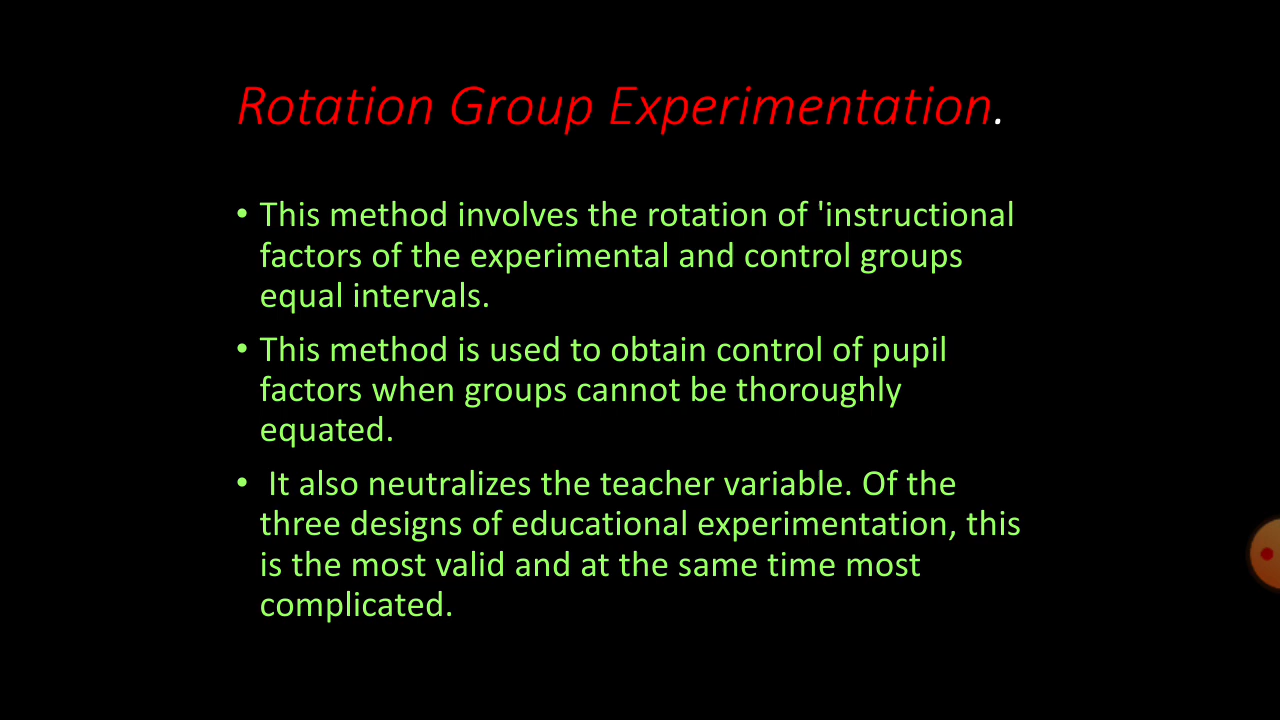 Rotation Group Experimentation.
• This method involves the rotation of 'instructional
factors of the experimental and control groups
equal intervals.
• This method is used to obtain control of pupil
factors when groups cannot be thoroughly
equated.
• It also neutralizes the teacher variable. Of the
three designs of educational experimentation, this
is the most valid and at the same time most
complicated.